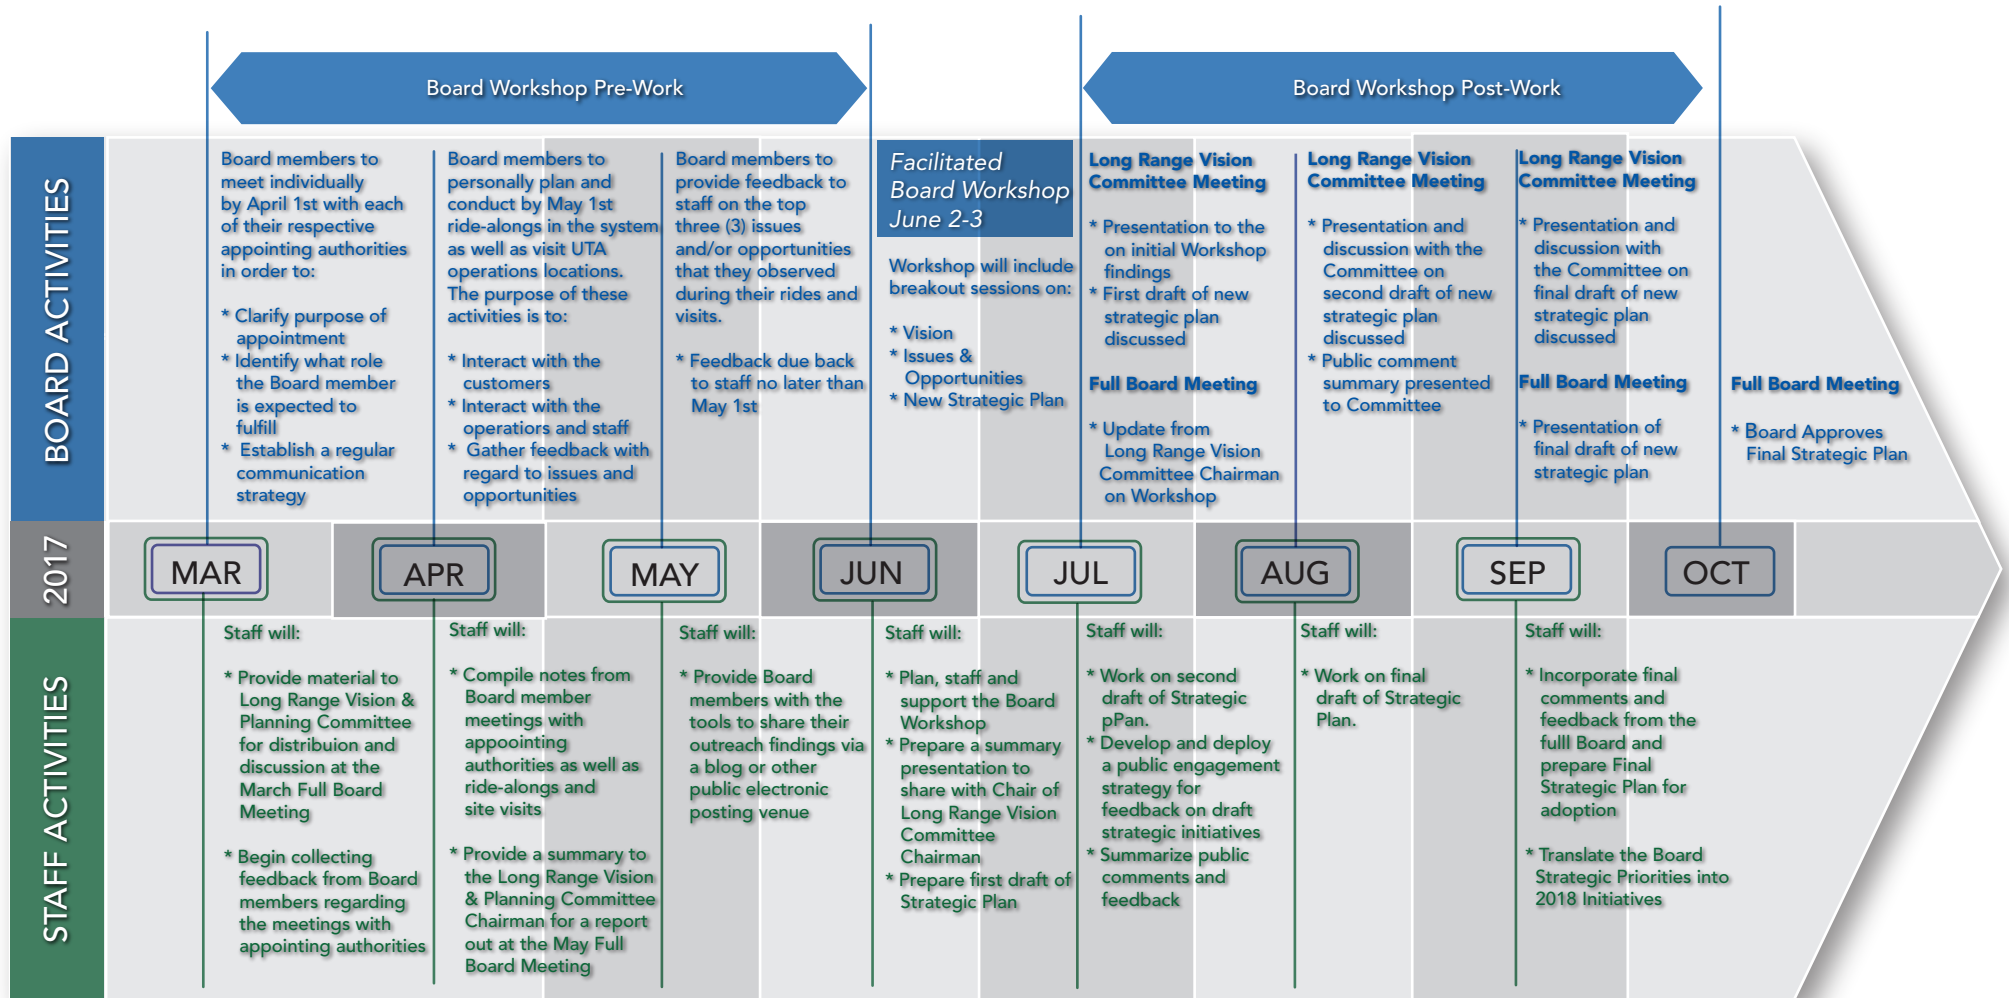 Board Workshop Pre-Work
Board Workshop Post-Work
BOARD ACTIVITIES
Board members to
meet individually
by April 1st with each
of their respective
appointing authorities
in order to:
* Clarify purpose of
appointment
* Identify what role
the Board member
is expected to
fulfill
* Establish a regular
communication
strategy
Board members to
personally plan and
conduct by May 1st
ride-alongs in the system
as well as visit UTA
operations locations.
The purpose of these
activities is to:
* Interact with the
customers
* Interact with the
operatiors and staff
* Gather feedback with
regard to issues and
opportunities
Board members to
provide feedback to
staff on the top
three (3) issues
and/or opportunities
that they observed
during their rides and
visits.
* Feedback due back
to staff no later than
May 1st
Facilitated
Board Workshop
June 2-3
Workshop will include
breakout sessions on:
* Vision
* Issues &
Opportunities
* New Strategic Plan
Long Range Vision
Committee Meeting
* Presentation to the
on initial Workshop
findings
* First draft of new
strategic plan
discussed
Full Board Meeting
* Update from
Long Range Vision
Committee Chairman
on Workshop
Long Range Vision
Committee Meeting
* Presentation and
discussion with the
Committee on
second draft of new
strategic plan
discussed
* Public comment
summary presented
to Committee
Long Range Vision
Committee Meeting
* Presentation and
discussion with
the Committee on
final draft of new
strategic plan
discussed
Full Board Meeting
* Presentation of
final draft of new
strategic plan
Full Board Meeting
* Board Approves
Final Strategic Plan
2017
MAR
APR
MAY
JUN
JUL
AUG
SEP
OCT
STAFF ACTIVITIES
Staff will:
* Provide material to
Long Range Vision &
Planning Committee
for distribuion and
discussion at the
March Full Board
Meeting
* Begin collecting
feedback from Board
members regarding
the meetings with
appointing authorities
Staff will:
* Compile notes from
Board member
meetings with
appoointing
authorities as well as
ride-alongs and
site visits
* Provide a summary to
the Long Range Vision
& Planning Committee
Chairman for a report
out at the May Full
Board Meeting
Staff will:
* Provide Board
members with the
tools to share their
outreach findings via
a blog or other
public electronic
posting venue
Staff will:
* Plan, staff and
support the Board
Workshop
* Prepare a summary
presentation to
share with Chair of
Long Range Vision
Committee
Chairman
* Prepare first draft of
Strategic Plan
Staff will:
* Work on second
draft of Strategic
pPan.
* Develop and deploy
a public engagement
strategy for
feedback on draft
strategic initiatives
* Summarize public
comments and
feedback
Staff will:
* Work on final
draft of Strategic
Plan.
Staff will:
* Incorporate final
comments and
feedback from the
fulll Board and
prepare Final
Strategic Plan for
adoption
* Translate the Board
Strategic Priorities into
2018 Initiatives